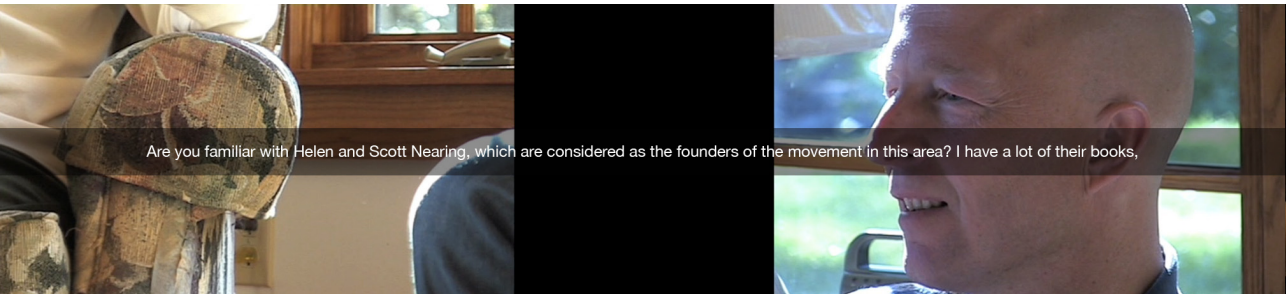 Are you familiar with Helen and Scott Nearing, which are considered as the founders of the movement in this area? I have a lot of their books,